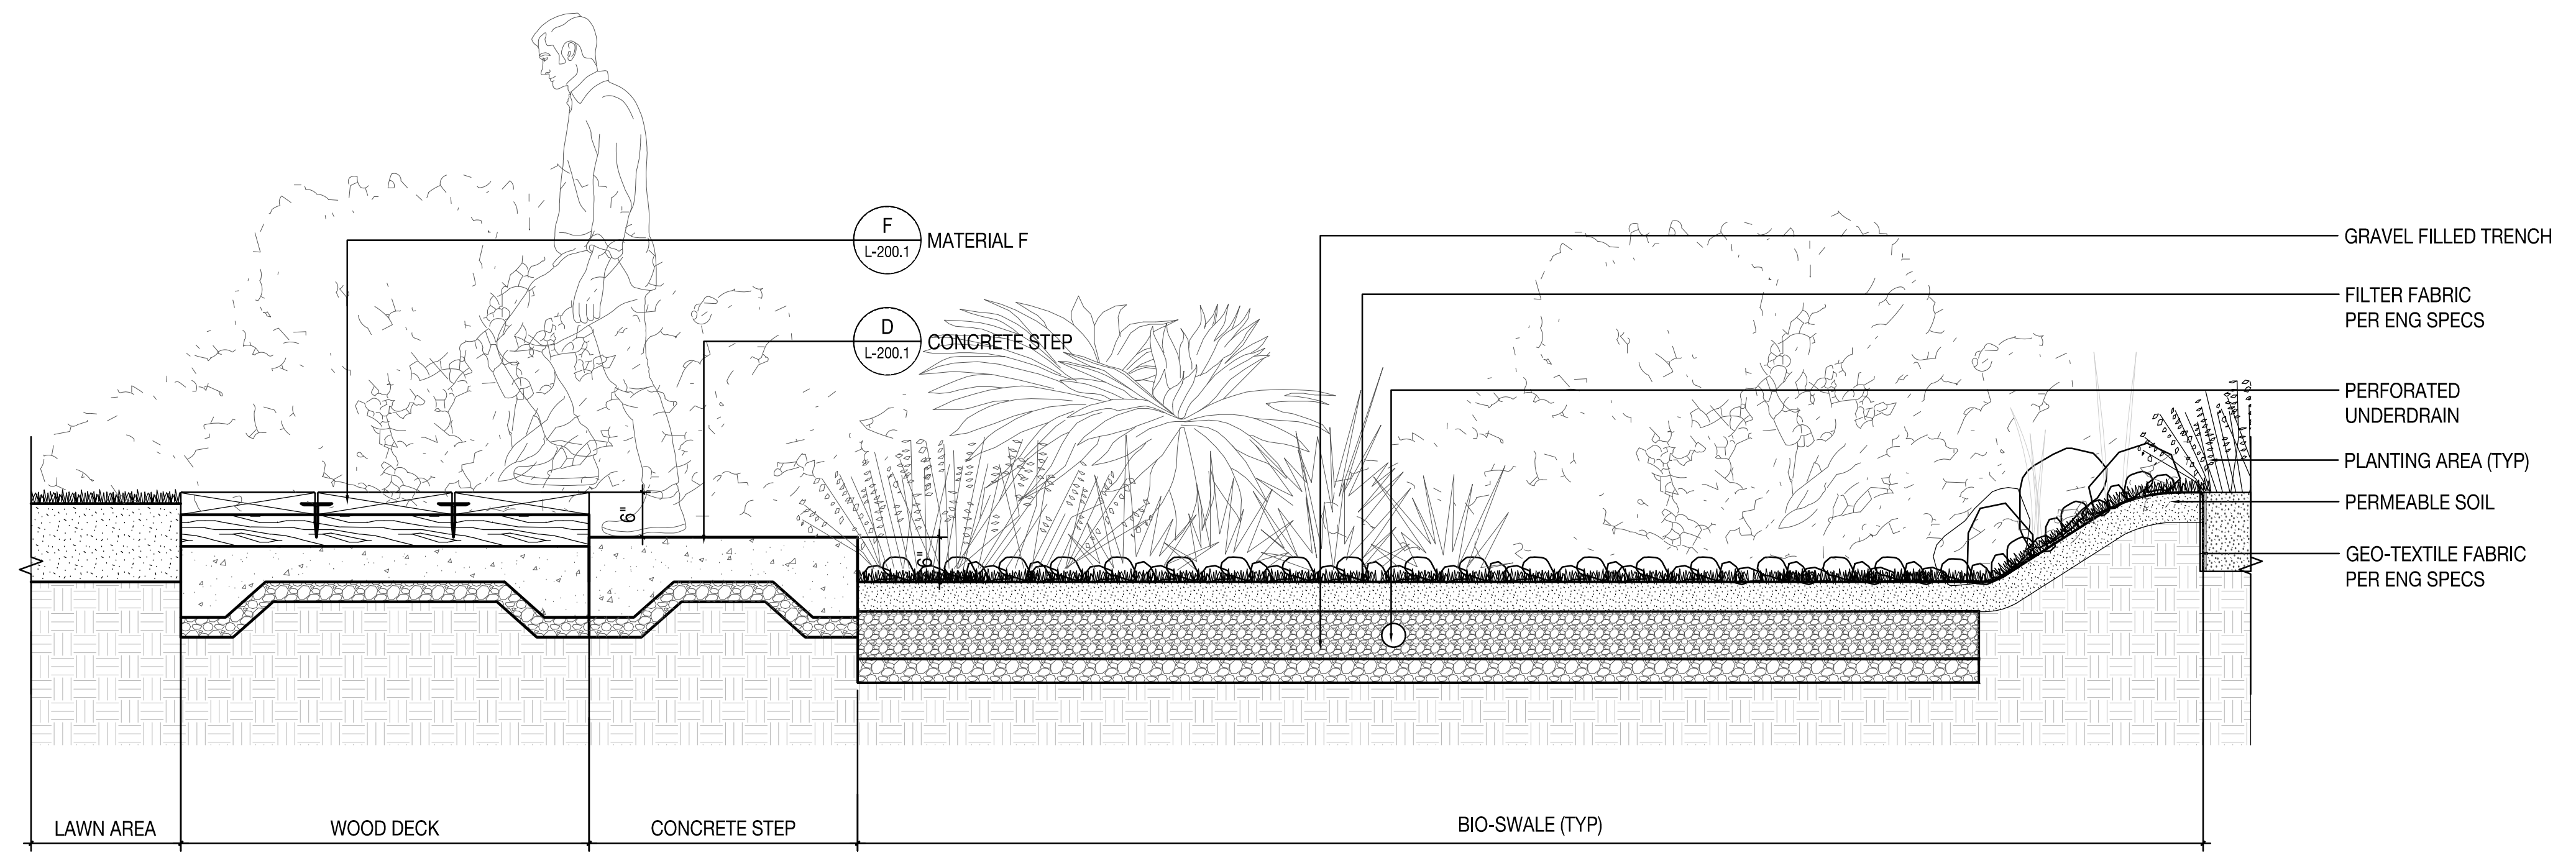 F
L-200.1
MATERIAL F
D
L-200.1
CONCRETE STEP
GRAVEL FILLED TRENCH
FILTER FABRIC
PER ENG SPECS
PERFORATED
UNDERDRAIN
PLANTING AREA (TYP)
PERMEABLE SOIL
GEO-TEXTILE FABRIC
PER ENG SPECS
6"
6"
LAWN AREA
WOOD DECK
CONCRETE STEP
BIO-SWALE (TYP)